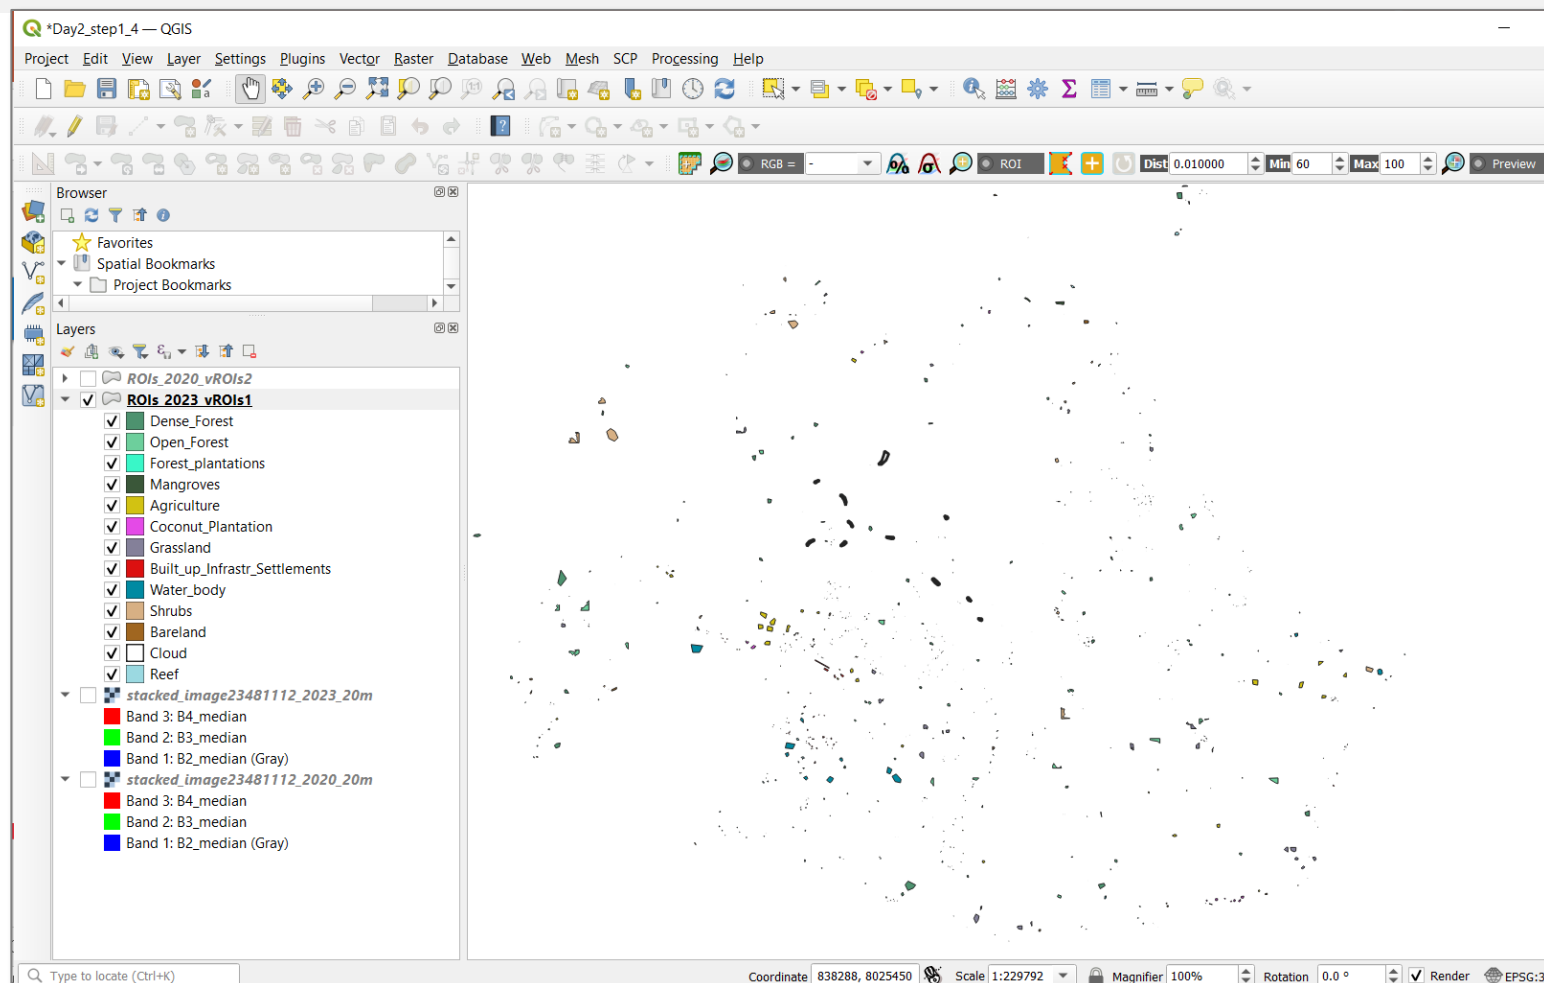 *Day2_step1_4 — QGIS
Project Edit View Layer Settings Plugins Vector Raster Database Web Mesh SCP Processing Help
RGB = - ROI Dist 0.010000 Min 60 Max 100 Preview
Browser
Favorites
Spatial Bookmarks
Project Bookmarks
Layers
ROIs_2020_vROIs2
ROIs_2023_vROIs1
Dense_Forest
Open_Forest
Forest_plantations
Mangroves
Agriculture
Coconut_Plantation
Grassland
Built_up_Infrastr_Settlements
Water_body
Shrubs
Bareland
Cloud
Reef
stacked_image23481112_2023_20m
Band 3: B4_median
Band 2: B3_median
Band 1: B2_median (Gray)
stacked_image23481112_2020_20m
Band 3: B4_median
Band 2: B3_median
Band 1: B2_median (Gray)
Type to locate (Ctrl+K) Coordinate 838288, 8025450 Scale 1:229792 Magnifier 100% Rotation 0.0 ° Render EPSG:3